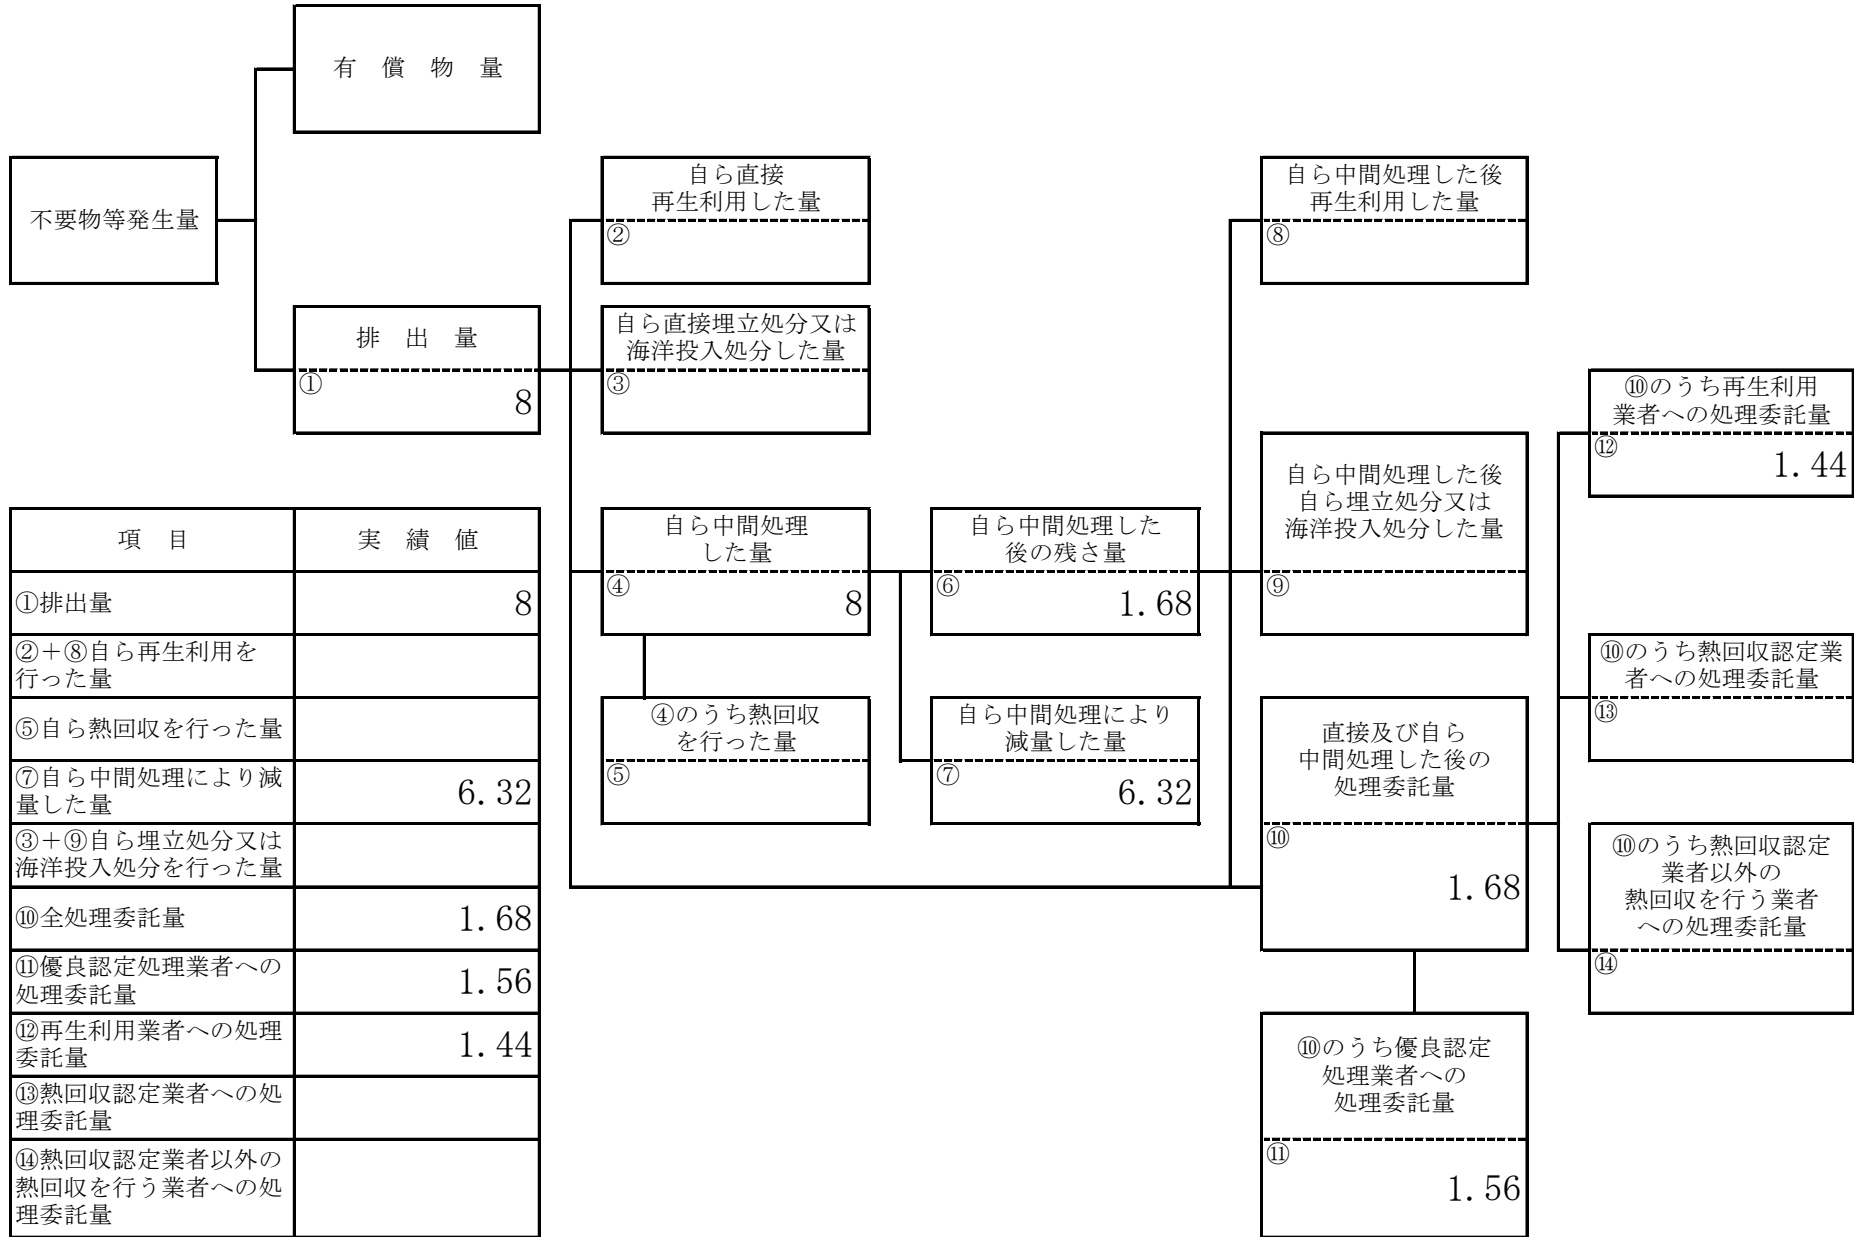 有　償　物　量
不要物等発生量
排　出　量
①
8
自ら直接
再生利用した量
②
自ら直接埋立処分又は
海洋投入処分した量
③
自ら中間処理
した量
④
8
④のうち熱回収
を行った量
⑤
自ら中間処理した
後の残さ量
⑥
1.68
自ら中間処理により
減量した量
⑦
6.32
自ら中間処理した後
再生利用した量
⑧
自ら中間処理した後
自ら埋立処分又は
海洋投入処分した量
⑨
直接及び自ら
中間処理した後の
処理委託量
⑩
1.68
⑩のうち優良認定
処理業者への
処理委託量
⑪
1.56
⑩のうち再生利用
業者への処理委託量
⑫
1.44
⑩のうち熱回収認定業
者への処理委託量
⑬
⑩のうち熱回収認定
業者以外の
熱回収を行う業者
への処理委託量
⑭
項　目　実　績　値
①排出量　8
②＋⑧自ら再生利用を
行った量
⑤自ら熱回収を行った量
⑦自ら中間処理により減
量した量
6.32
③＋⑨自ら埋立処分又は
海洋投入処分を行った量
⑩全処理委託量　1.68
⑪優良認定処理業者への
処理委託量
1.56
⑫再生利用業者への処理
委託量
1.44
⑬熱回収認定業者への処
理委託量
⑭熱回収認定業者以外の
熱回収を行う業者への処
理委託量